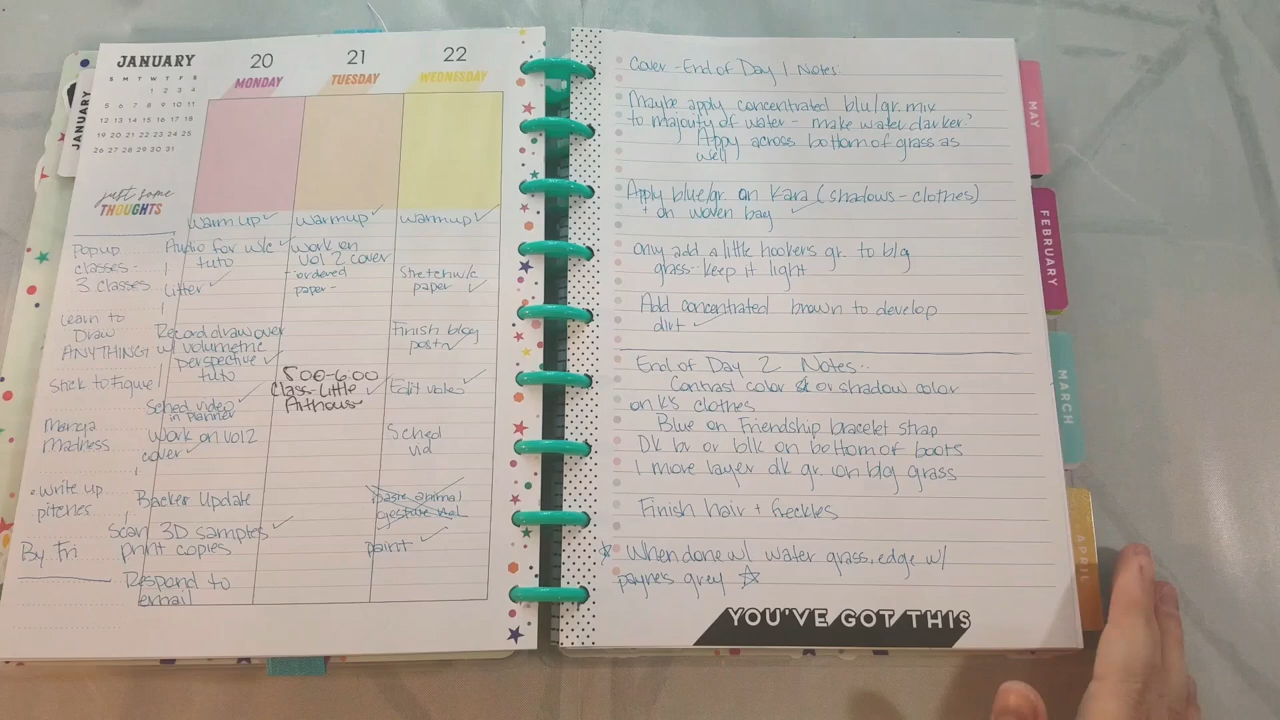 JANUARY
S M T W T F S
1 2 3 4
5 6 7 8 9 10 11
12 13 14 15 16 17 18
19 20 21 22 23 24 25
26 27 28 29 30 31
JANUARY
just some
THOUGHTS
Popup
classes:
3 classes
Learn to
Draw
ANYTHING
Stick to Figure
Manga
Madness
• Write up
pitches
By Fri
20
MONDAY
Warm up ✓
Audio for w/c ✓
tuto
Litter ✓
Record draw over
w/ volumetric
perspective ✓
tuto
Sched video ✓
in planner
Work on Vol 2
cover ✓
Backer Update
Scan 3D samples ✓
print copies
Respond to
email
21
TUESDAY
Warmup ✓
Work on
Vol 2 cover
-ordered
paper-
5:00-6:00
Class-Little ✓
Arthous
22
WEDNESDAY
Warmup ✓
Stretch w/c
paper ✓
Finish blog
post ✓
Edit video ✓
Sched
vid
animal
gesture vid
paint ✓
Cover - End of Day 1 Notes
Maybe apply concentrated blu/gr. mix
to majority of water - make water darker?
Apply across bottom of grass as
well
Apply blue/gr. on Kara (shadows - clothes)
+ on woven bag ✓
only add a little hookers gr. to b/g
grass: keep it light
Add concentrated brown to develop
dirt ✓
End of Day 2 Notes:
Contrast color & or shadow color
on K's clothes
Blue on Friendship bracelet strap
Dk br or blk on bottom of boots
1 more layer dk gr. on b/g grass
Finish hair + freckles
☆ When done w/ water grass, edge w/
payne's grey ☆
YOU'VE GOT THIS
MAY
FEBRUARY
MARCH
APRIL